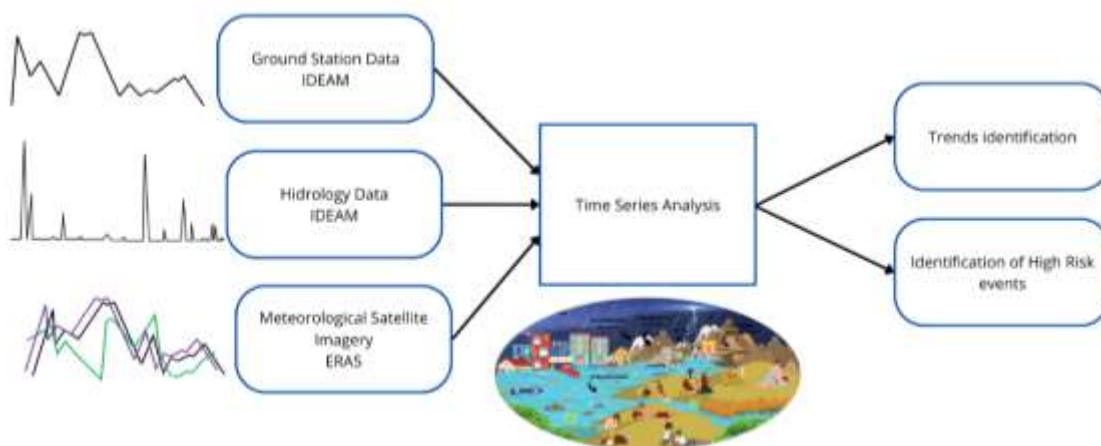 Ground Station Data
IDEAM
Hidrology Data
IDEAM
Meteorological Satellite
Imagery
ERAS
Time Series Analysis
Trends identification
Identification of High Risk
events